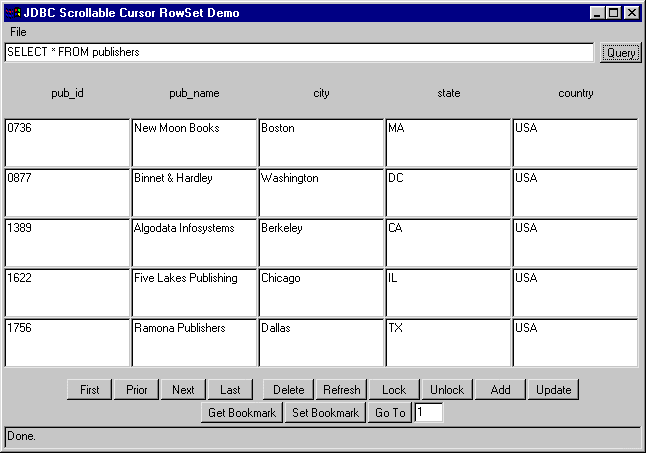 JDBC Scrollable Cursor RowSet Demo
File
SELECT * FROM publishers Query
pub_id pub_name city state country
0736 New Moon Books Boston MA USA
0877 Binnet & Hardley Washington DC USA
1389 Algodata Infosystems Berkeley CA USA
1622 Five Lakes Publishing Chicago IL USA
1756 Ramona Publishers Dallas TX USA
First Prior Next Last Delete Refresh Lock Unlock Add Update
Get Bookmark Set Bookmark Go To 1
Done.